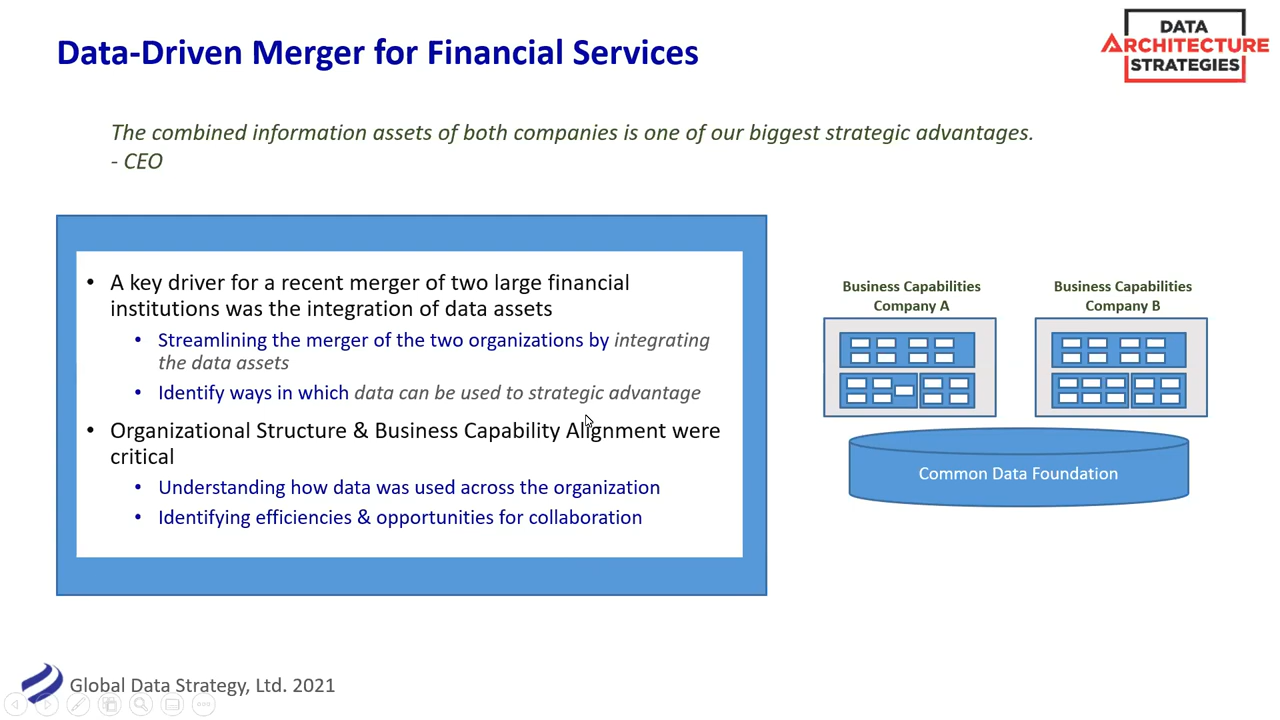 Data-Driven Merger for Financial Services
DATA
ARCHITECTURE
STRATEGIES
The combined information assets of both companies is one of our biggest strategic advantages.
- CEO
• A key driver for a recent merger of two large financial
institutions was the integration of data assets
• Streamlining the merger of the two organizations by integrating
the data assets
• Identify ways in which data can be used to strategic advantage
• Organizational Structure & Business Capability Alignment were
critical
• Understanding how data was used across the organization
• Identifying efficiencies & opportunities for collaboration
Business Capabilities
Company A
Business Capabilities
Company B
Common Data Foundation
Global Data Strategy, Ltd. 2021